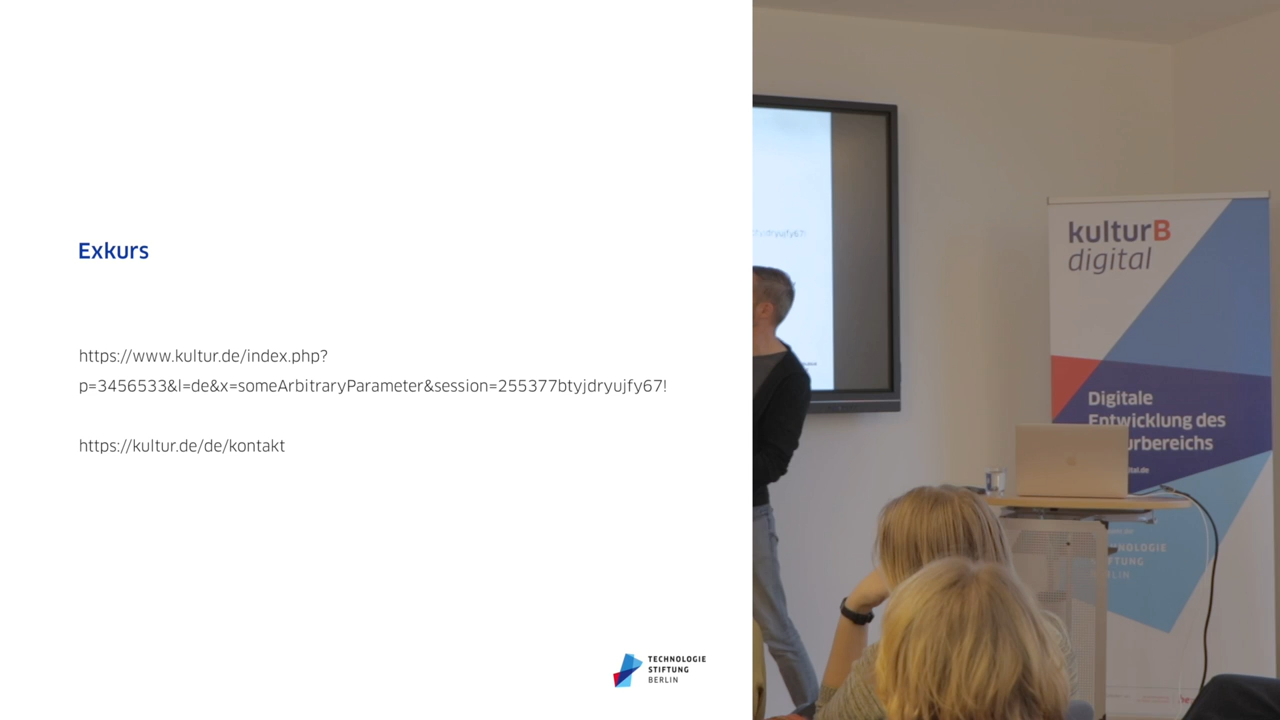 Exkurs
https://www.kultur.de/index.php?
p=3456533&l=de&x=someArbitraryParameter&session=255377btyjdryujfy67!
https://kultur.de/de/kontakt
TECHNOLOGIE
STIFTUNG
BERLIN
kulturB
digital
Digitale
Entwicklung des